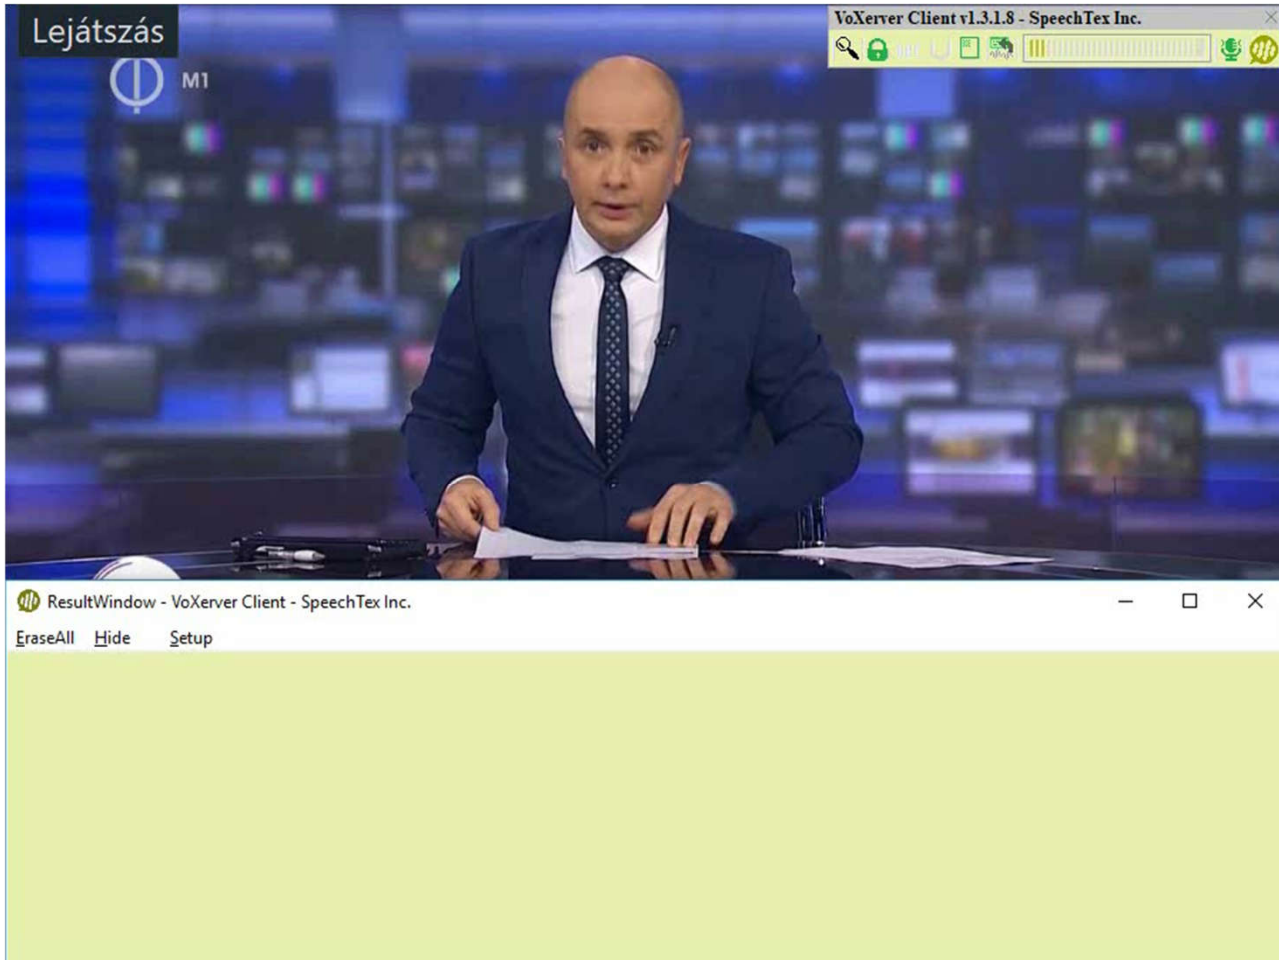 Lejátszás
M1
VoXerver Client v1.3.1.8 - SpeechTex Inc.
ResultWindow - VoXerver Client - SpeechTex Inc.
EraseAll Hide Setup